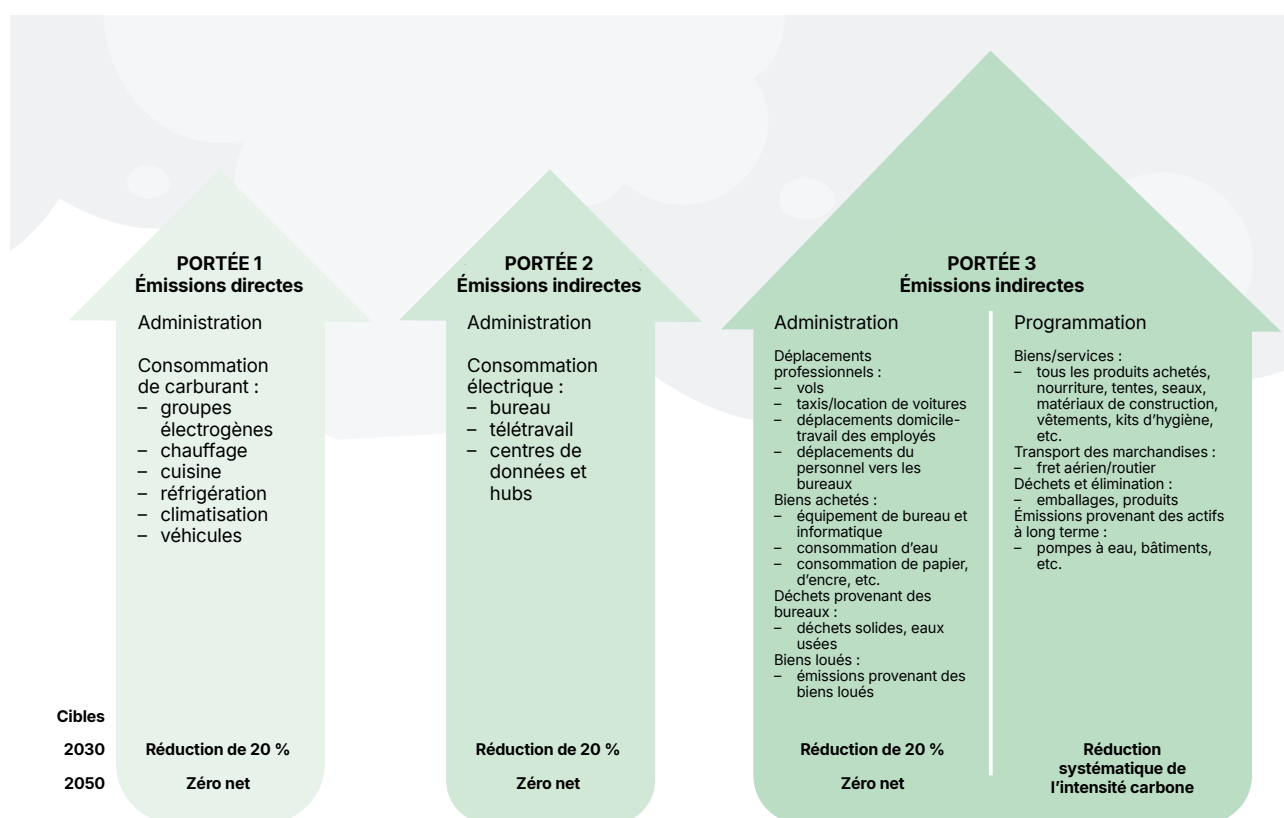 PORTÉE 1
Émissions directes
Administration
Consommation
de carburant :
– groupes
électrogènes
– chauffage
– cuisine
– réfrigération
– climatisation
– véhicules
PORTÉE 2
Émissions indirectes
Administration
Consommation
électrique :
– bureau
– télétravail
– centres de
données et
hubs
PORTÉE 3
Émissions indirectes
Administration
Déplacements
professionnels :
– vols
– taxis/location de voitures
– déplacements domicile-
travail des employés
– déplacements du
personnel vers les
bureaux
Biens achetés :
– équipement de bureau et
informatique
– consommation d’eau
– consommation de papier,
d’encre, etc.
Déchets provenant des
bureaux :
– déchets solides, eaux
usées
Biens loués :
– émissions provenant des
biens loués
Programmation
Biens/services :
– tous les produits achetés,
nourriture, tentes, seaux,
matériaux de construction,
vêtements, kits d’hygiène,
etc.
Transport des marchandises :
– fret aérien/routier
Déchets et élimination :
– emballages, produits
Émissions provenant des actifs
à long terme :
– pompes à eau, bâtiments,
etc.
Cibles
2030 Réduction de 20 % Réduction de 20 % Réduction de 20 %
2050 Zéro net Zéro net Zéro net
Réduction
systématique de
l’intensité carbone